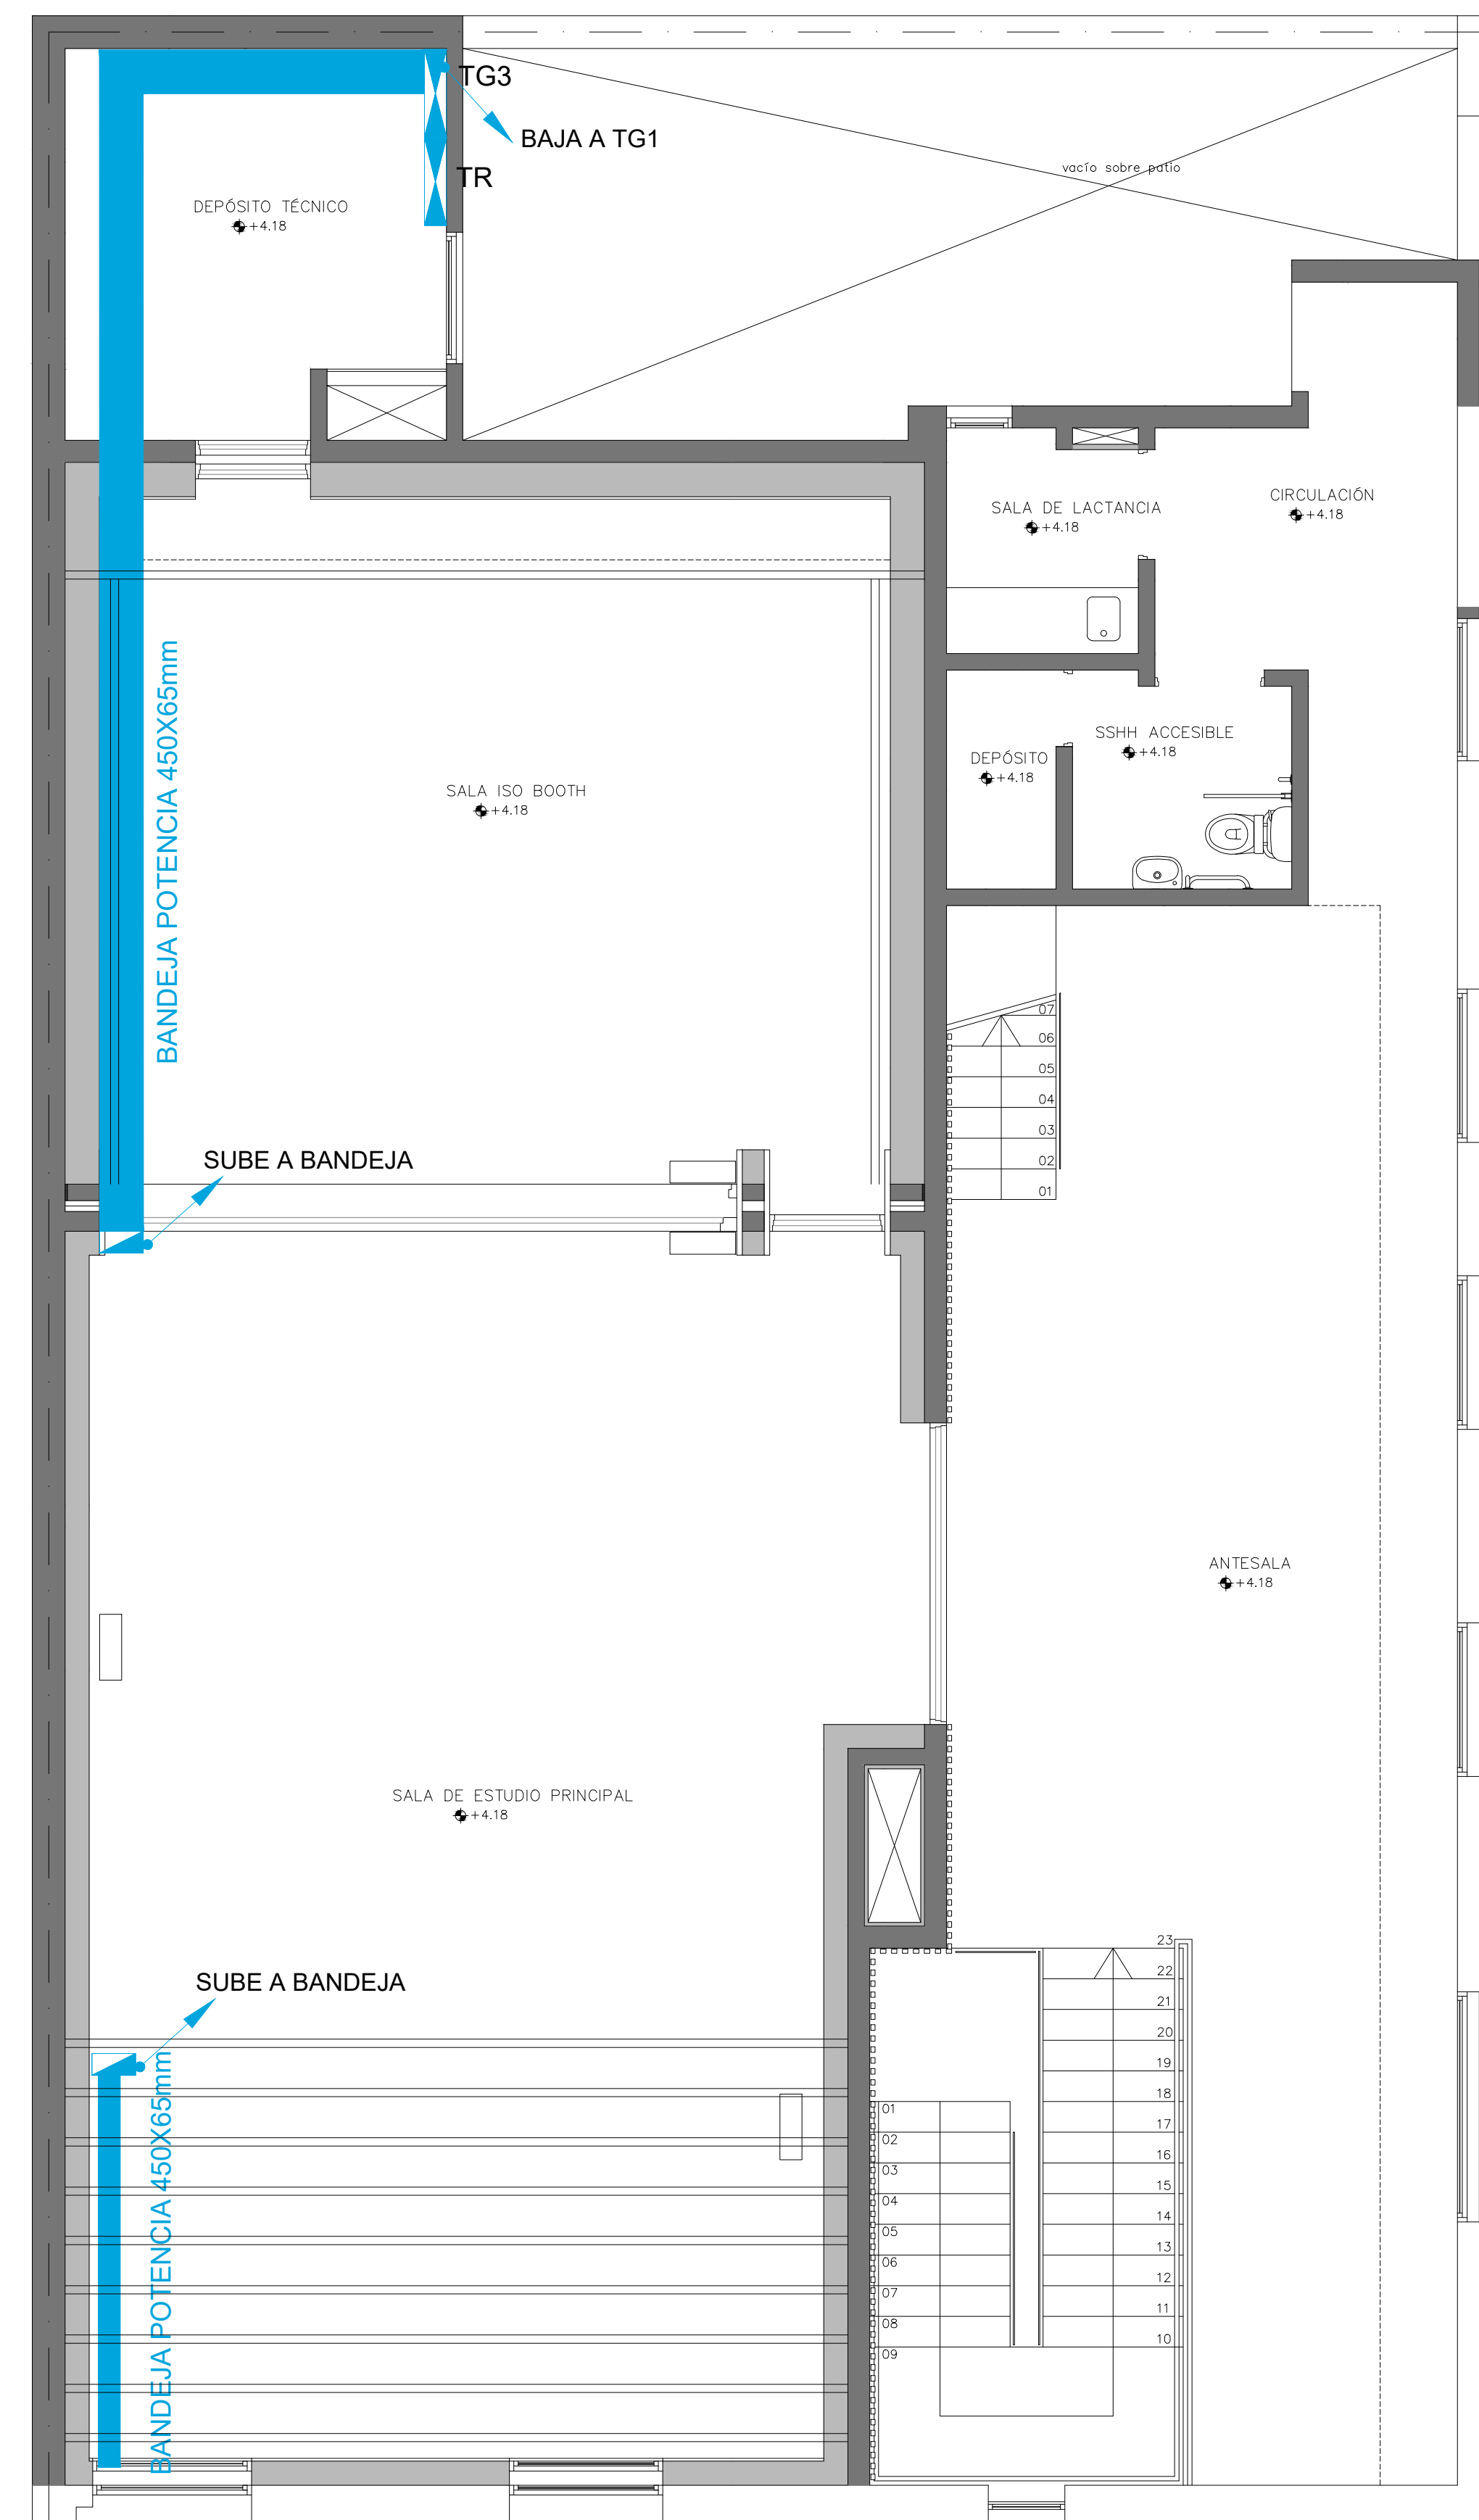 TG3
BAJA A TG1
vacío sobre patio
TR
DEPÓSITO TÉCNICO
+4.18
SALA DE LACTANCIA
+4.18
CIRCULACIÓN
+4.18
BANDEJA POTENCIA 450X65mm
SSHH ACCESIBLE
+4.18
DEPÓSITO
+4.18
SALA ISO BOOTH
+4.18
07
06
05
04
03
02
01
SUBE A BANDEJA
ANTESALA
+4.18
SALA DE ESTUDIO PRINCIPAL
+4.18
SUBE A BANDEJA
BANDEJA POTENCIA 450X65mm
23
22
21
20
19
18
17
16
15
14
13
12
11
10
01
02
03
04
05
06
07
08
09